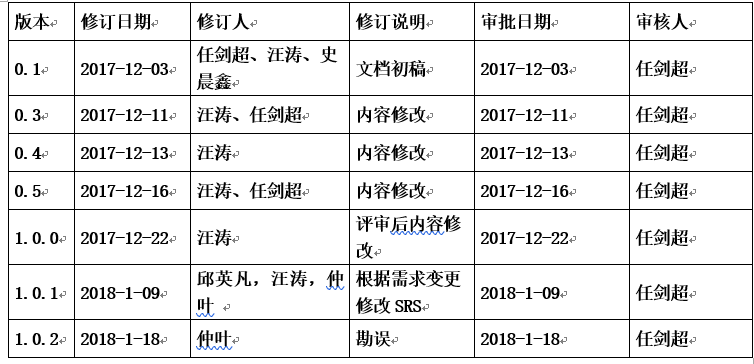 版本 修订日期 修订人 修订说明 审批日期 审核人
0.1 2017-12-03 任剑超、汪涛、史晨鑫 文档初稿 2017-12-03 任剑超
0.3 2017-12-11 汪涛、任剑超 内容修改 2017-12-11 任剑超
0.4 2017-12-13 汪涛 内容修改 2017-12-13 任剑超
0.5 2017-12-16 汪涛、任剑超 内容修改 2017-12-16 任剑超
1.0.0 2017-12-22 汪涛 评审后内容修改 2017-12-22 任剑超
1.0.1 2018-1-09 邱英凡，汪涛，仲叶 根据需求变更修改 SRS 2018-1-09 任剑超
1.0.2 2018-1-18 仲叶 勘误 2018-1-18 任剑超